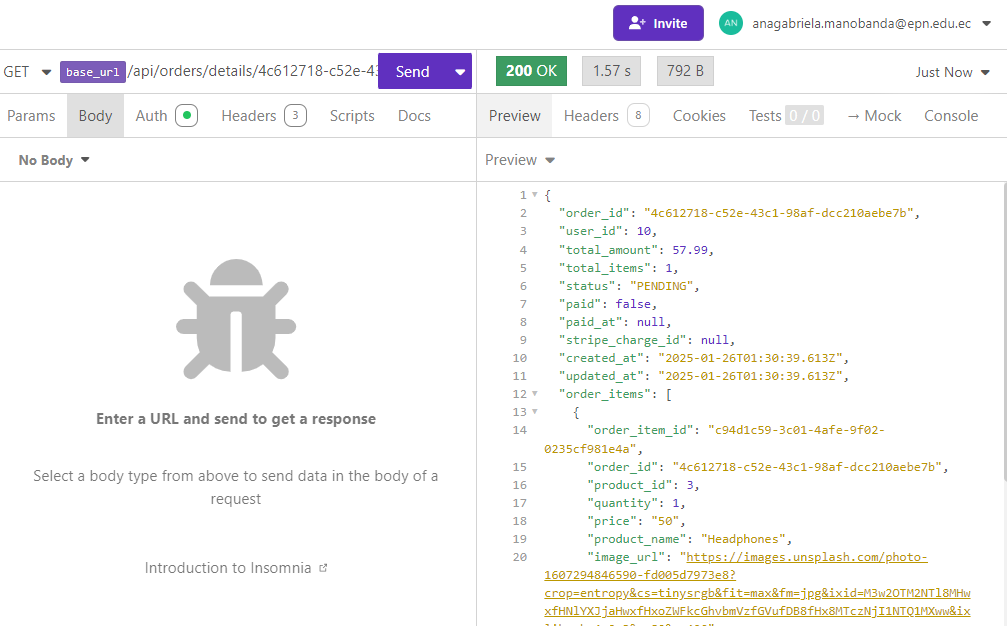 Invite
AN
anagabriela.manobanda@epn.edu.ec
GET base_url /api/orders/details/4c612718-c52e-43 Send
200 OK 1.57 s 792 B Just Now
Params Body Auth Headers 3 Scripts Docs
Preview Headers 8 Cookies Tests 0 / 0 → Mock Console
No Body
Preview
Enter a URL and send to get a response
Select a body type from above to send data in the body of a
request
Introduction to Insomnia
1 {
2 "order_id": "4c612718-c52e-43c1-98af-dcc210aebe7b",
3 "user_id": 10,
4 "total_amount": 57.99,
5 "total_items": 1,
6 "status": "PENDING",
7 "paid": false,
8 "paid_at": null,
9 "stripe_charge_id": null,
10 "created_at": "2025-01-26T01:30:39.613Z",
11 "updated_at": "2025-01-26T01:30:39.613Z",
12 "order_items": [
13 {
14 "order_item_id": "c94d1c59-3c01-4afe-9f02-
0235cf981e4a",
15 "order_id": "4c612718-c52e-43c1-98af-dcc210aebe7b",
16 "product_id": 3,
17 "quantity": 1,
18 "price": "50",
19 "product_name": "Headphones",
20 "image_url": "https://images.unsplash.com/photo-
1607294846590-fd005d7973e8?
crop=entropy&cs=tinysrgb&fit=max&fm=jpg&ixid=M3w2OTM2NTl8MHw
xfHNlYXJjaHwxfHxoZWFkcGhvbmVzfGVufDB8fHx8MTczNjI1NTQ1MXww&ix